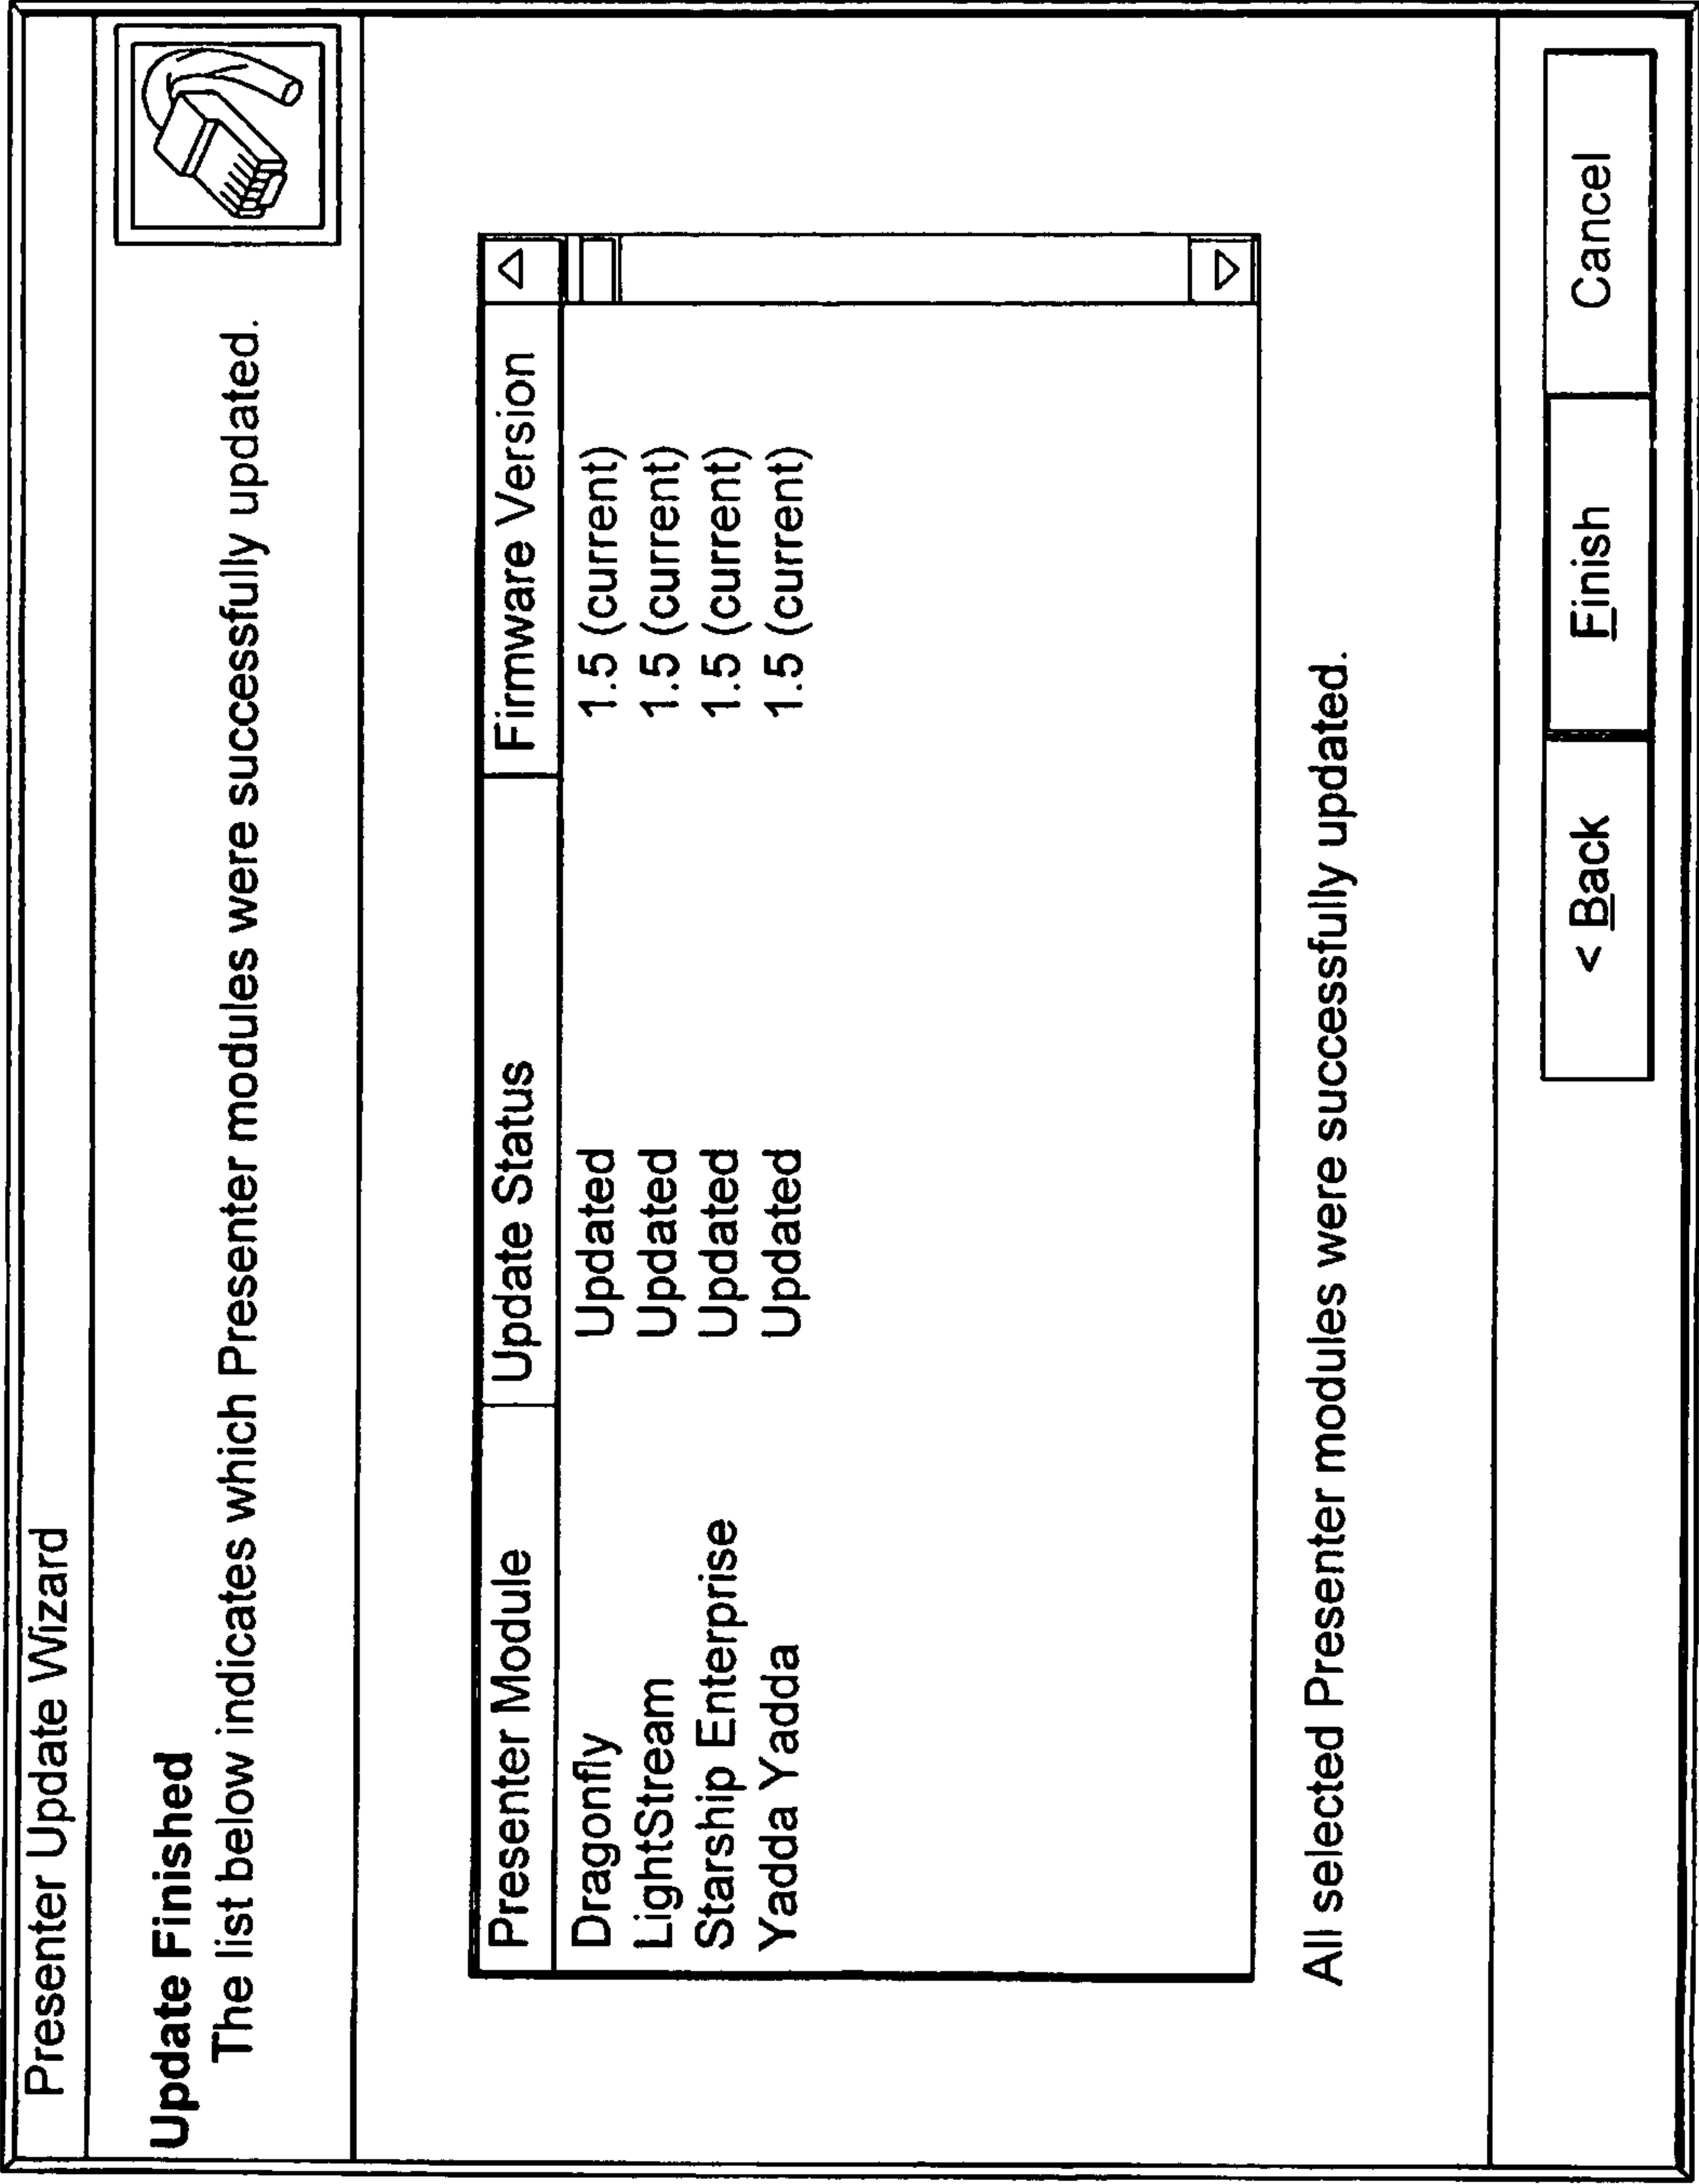 Presenter Update Wizard
Update Finished
The list below indicates which Presenter modules were successfully updated.
Presenter Module Update Status Firmware Version
Dragonfly Updated 1.5 (current)
LightStream Updated 1.5 (current)
Starship Enterprise Updated 1.5 (current)
Yadda Yadda Updated 1.5 (current)
All selected Presenter modules were successfully updated.
< Back Finish Cancel